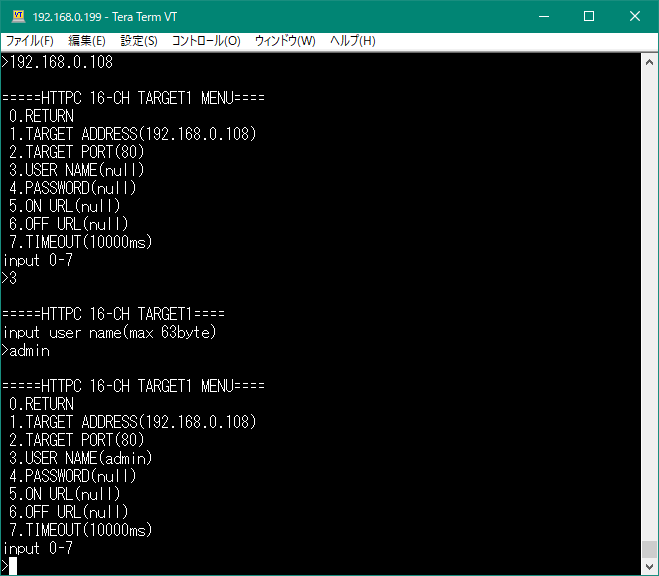 192.168.0.199 - Tera Term VT
ファイル(F) 編集(E) 設定(S) コントロール(O) ウィンドウ(W) ヘルプ(H)
>192.168.0.108
=====HTTPC 16-CH TARGET1 MENU====
0.RETURN
1.TARGET ADDRESS(192.168.0.108)
2.TARGET PORT(80)
3.USER NAME(null)
4.PASSWORD(null)
5.ON URL(null)
6.OFF URL(null)
7.TIMEOUT(10000ms)
input 0-7
>3
=====HTTPC 16-CH TARGET1====
input user name(max 63byte)
>admin
=====HTTPC 16-CH TARGET1 MENU====
0.RETURN
1.TARGET ADDRESS(192.168.0.108)
2.TARGET PORT(80)
3.USER NAME(admin)
4.PASSWORD(null)
5.ON URL(null)
6.OFF URL(null)
7.TIMEOUT(10000ms)
input 0-7
>